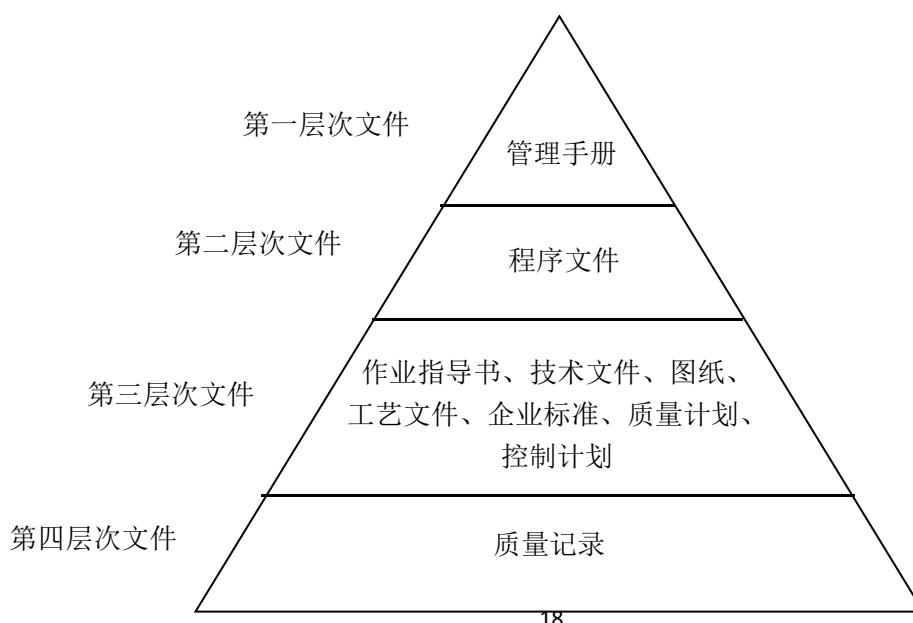 第一层次文件
管理手册
第二层次文件
程序文件
第三层次文件
作业指导书、技术文件、图纸、
工艺文件、企业标准、质量计划、
控制计划
第四层次文件
质量记录
18